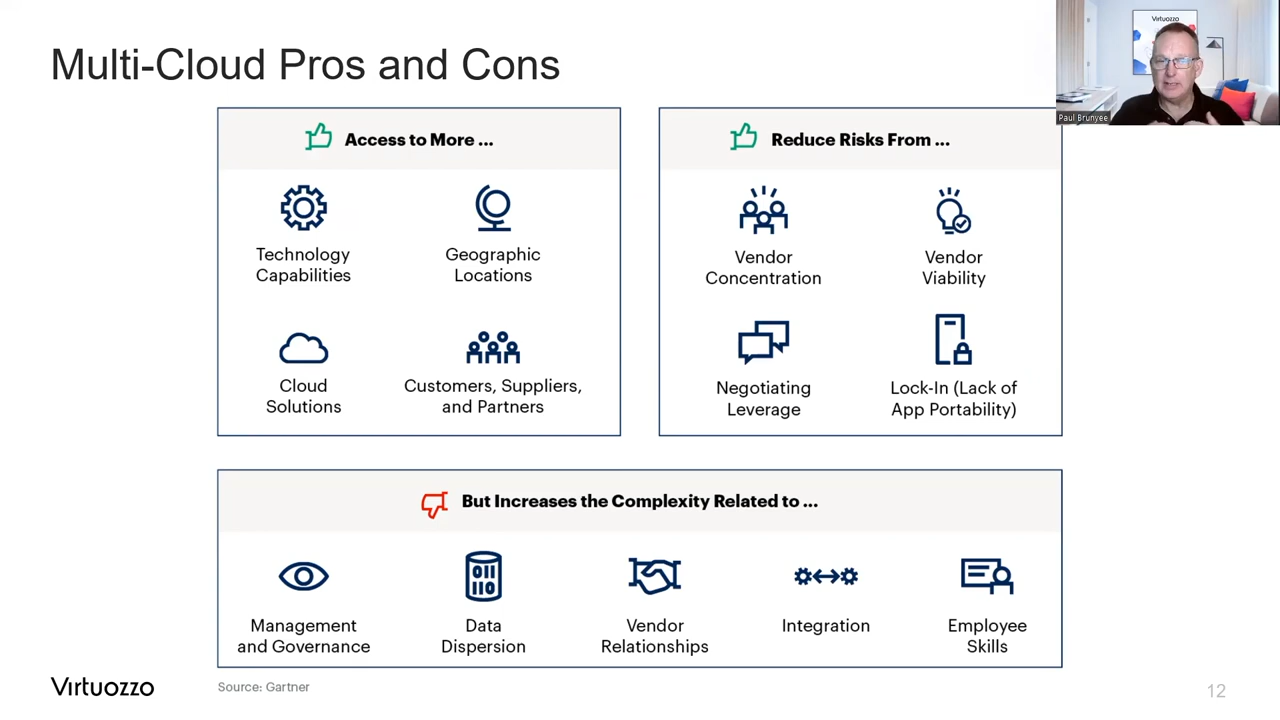 Multi-Cloud Pros and Cons
Virtuozzo
Paul Brunyee
Access to More ...
Technology
Capabilities
Geographic
Locations
Cloud
Solutions
Customers, Suppliers,
and Partners
Reduce Risks From ...
Vendor
Concentration
Vendor
Viability
Negotiating
Leverage
Lock-In (Lack of
App Portability)
But Increases the Complexity Related to ...
Management
and Governance
Data
Dispersion
Vendor
Relationships
Integration
Employee
Skills
Virtuozzo
Source: Gartner
12